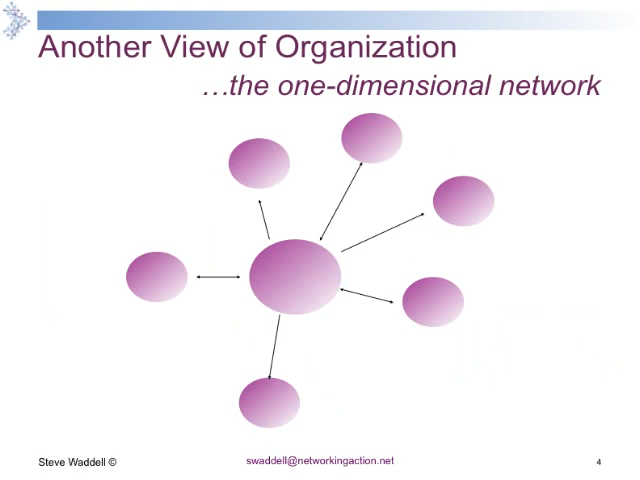 Another View of Organization
…the one-dimensional network
Steve Waddell ©
swaddell@networkingaction.net
4